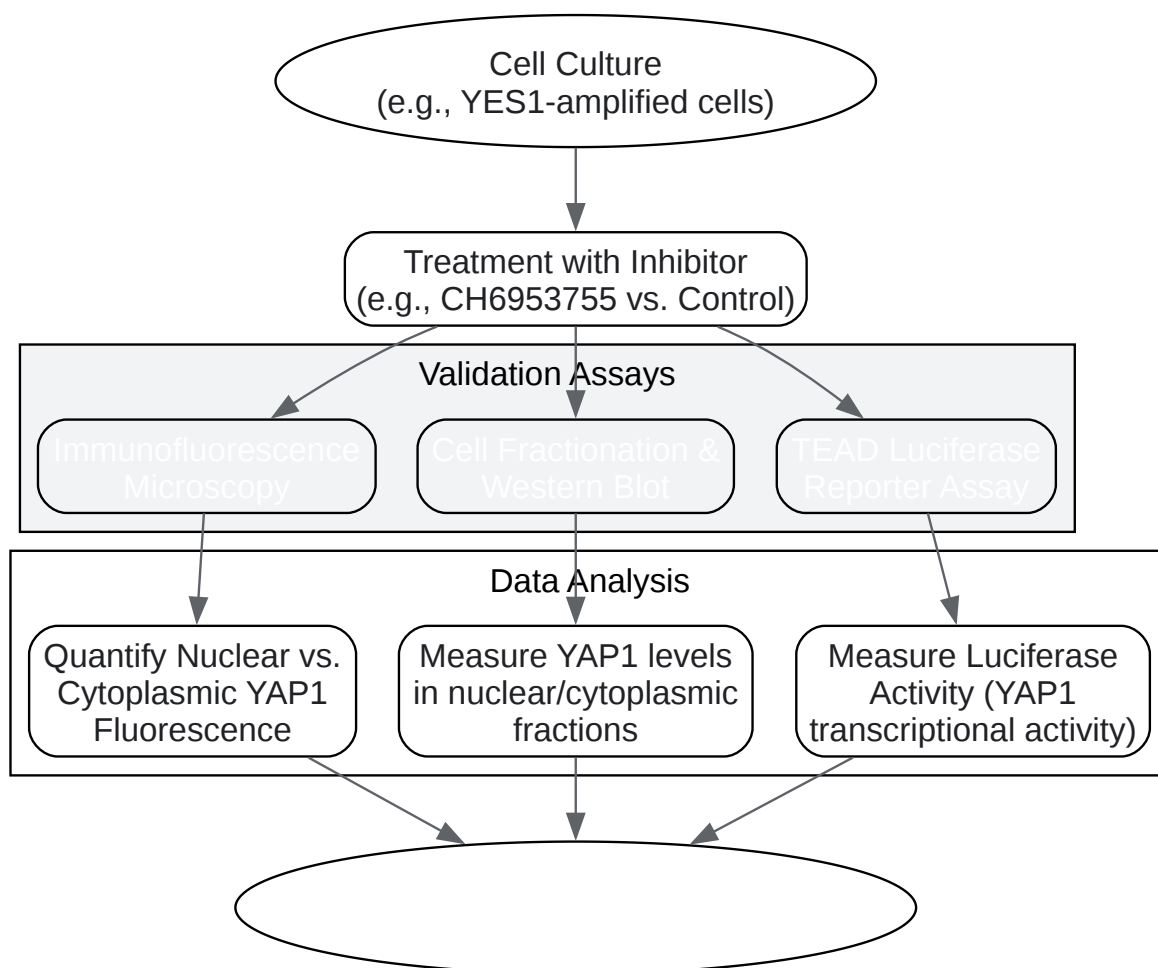 Cell Culture
(e.g., YES1-amplified cells)
Treatment with Inhibitor
(e.g., CH6953755 vs. Control)
Validation Assays
Immunofluorescence
Microscopy
Cell Fractionation &
Western Blot
TEAD Luciferase
Reporter Assay
Data Analysis
Quantify Nuclear vs.
Cytoplasmic YAP1
Fluorescence
Measure YAP1 levels
in nuclear/cytoplasmic
fractions
Measure Luciferase
Activity (YAP1
transcriptional activity)